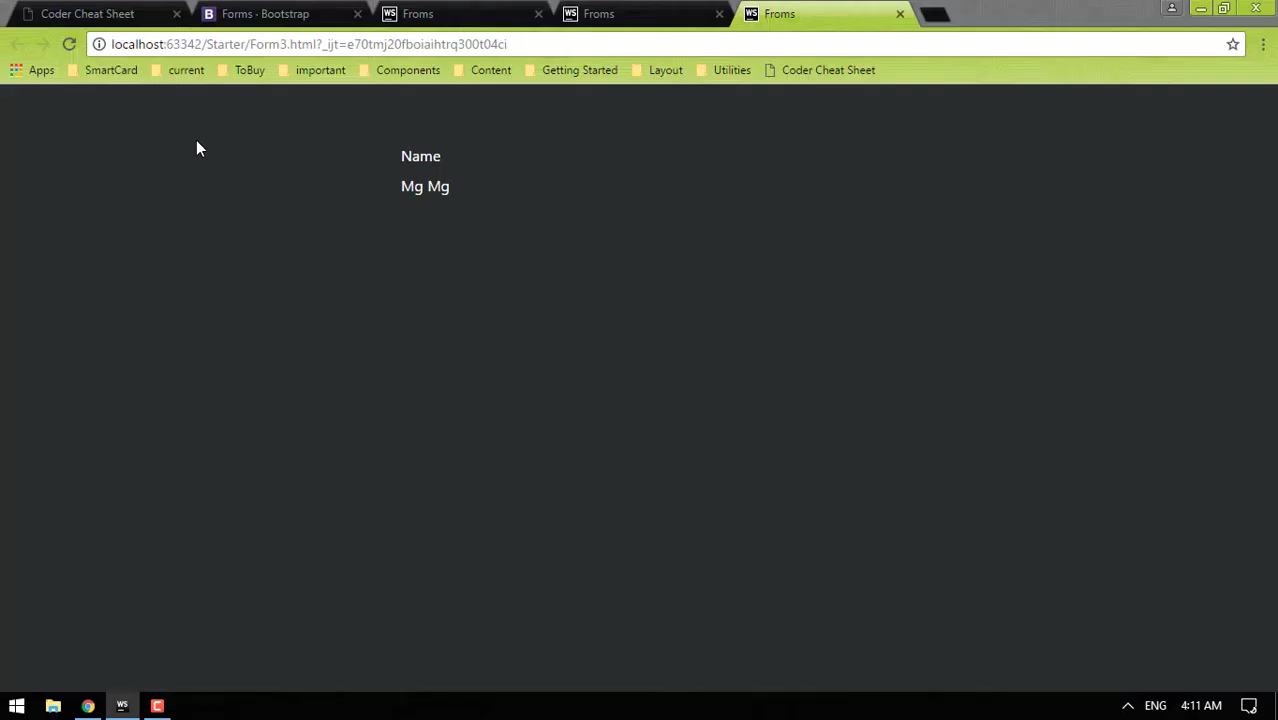 Coder Cheat Sheet
Forms - Bootstrap
Froms
Froms
Froms
localhost:63342/Starter/Form3.html?_ijt=e70tmj20fboiaihtrq300t04ci
Apps SmartCard current ToBuy important Components Content Getting Started Layout Utilities Coder Cheat Sheet
Name
Mg Mg
ENG 4:11 AM